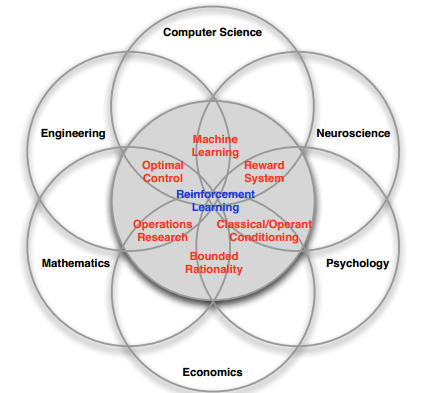 Computer Science
Engineering
Neuroscience
Machine
Learning
Optimal
Control
Reward
System
Reinforcement
Learning
Operations
Research
Classical/Operant
Conditioning
Bounded
Rationality
Mathematics
Psychology
Economics